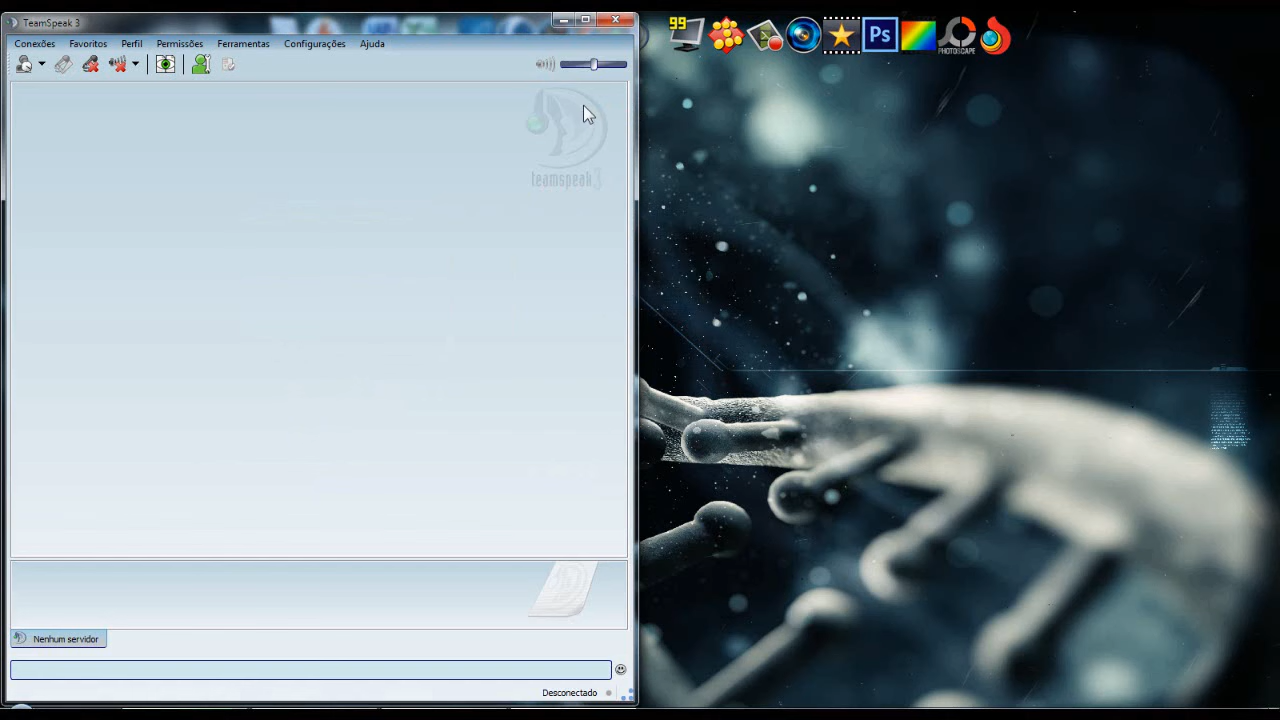 TeamSpeak 3
Conexões Favoritos Perfil Permissões Ferramentas Configurações Ajuda
teamspeak 3
Nenhum servidor
Desconectado
99
Ps
PHOTOSCAPE